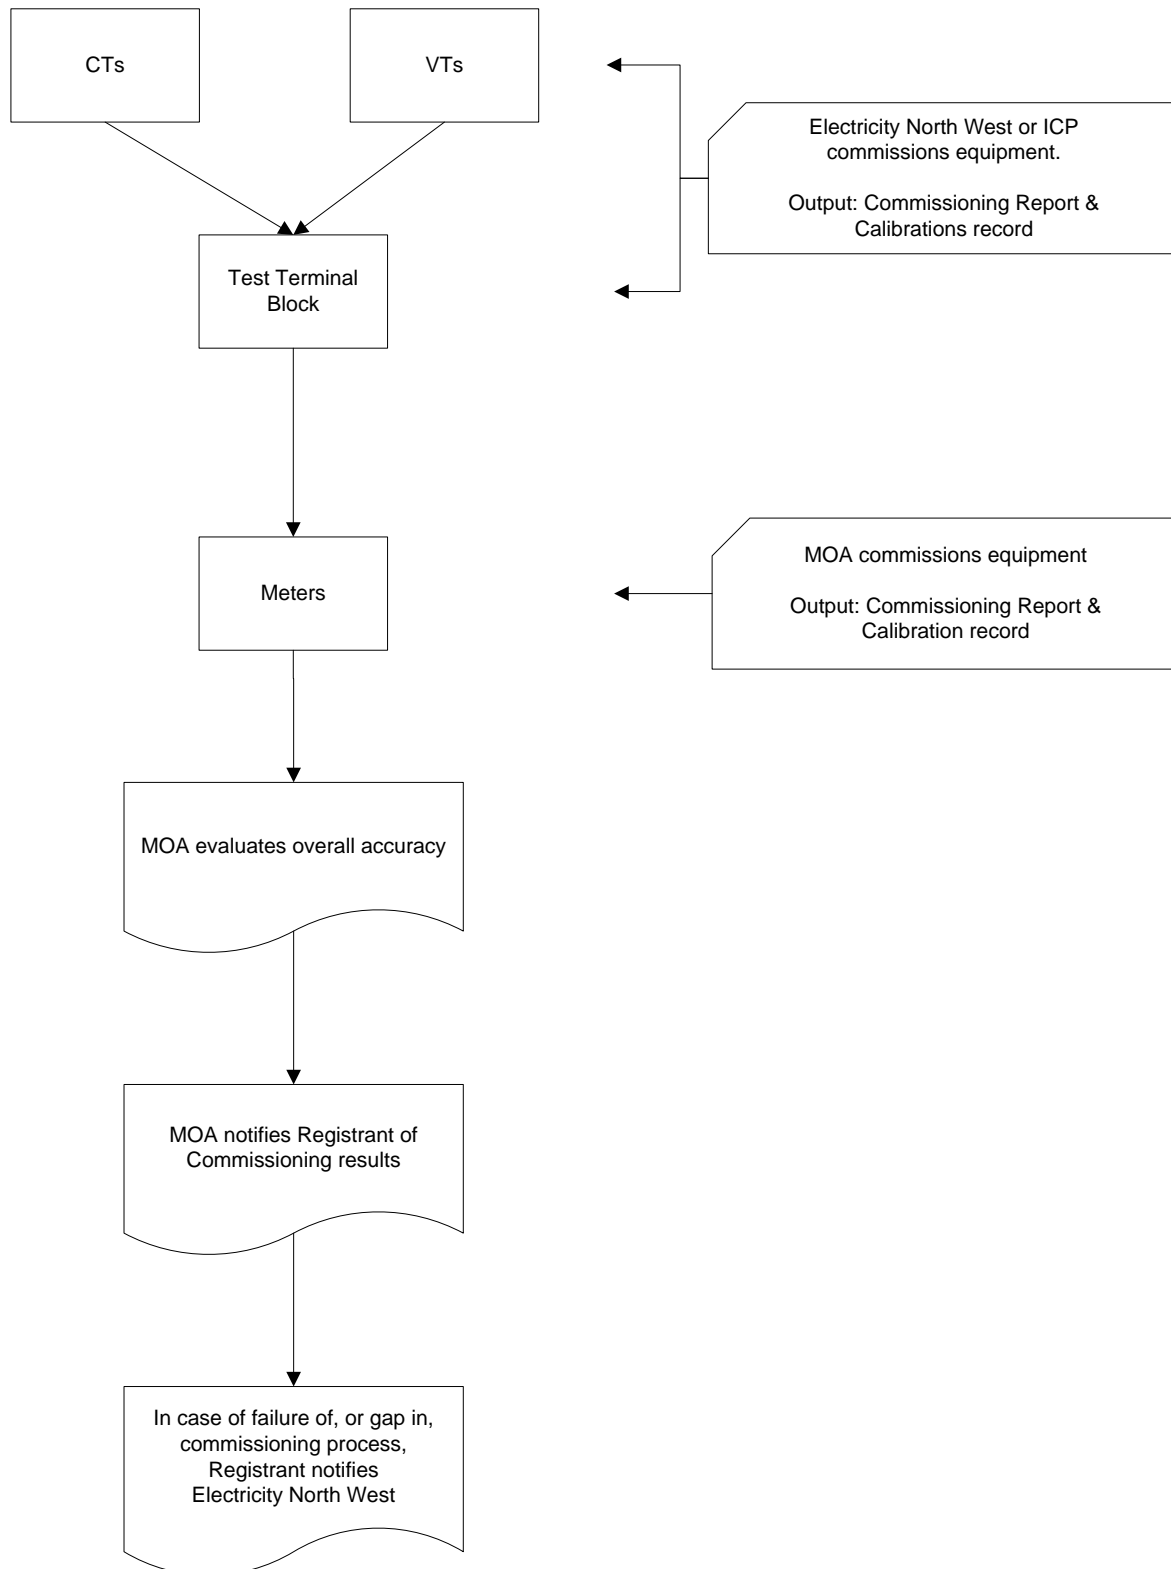 CTs
VTs
Electricity North West or ICP
commissions equipment.
Output: Commissioning Report &
Calibrations record
Test Terminal
Block
Meters
MOA commissions equipment
Output: Commissioning Report &
Calibration record
MOA evaluates overall accuracy
MOA notifies Registrant of
Commissioning results
In case of failure of, or gap in,
commissioning process,
Registrant notifies
Electricity North West